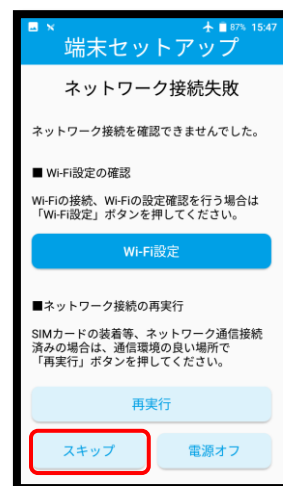 87% 15:47
端末セットアップ
ネットワーク接続失敗
ネットワーク接続を確認できませんでした。
■ Wi-Fi設定の確認
Wi-Fiの接続、Wi-Fiの設定確認を行う場合は
「Wi-Fi設定」ボタンを押してください。
Wi-Fi設定
■ネットワーク接続の再実行
SIMカードの装着等、ネットワーク通信接続
済みの場合は、通信環境の良い場所で
「再実行」ボタンを押してください。
再実行
スキップ 電源オフ